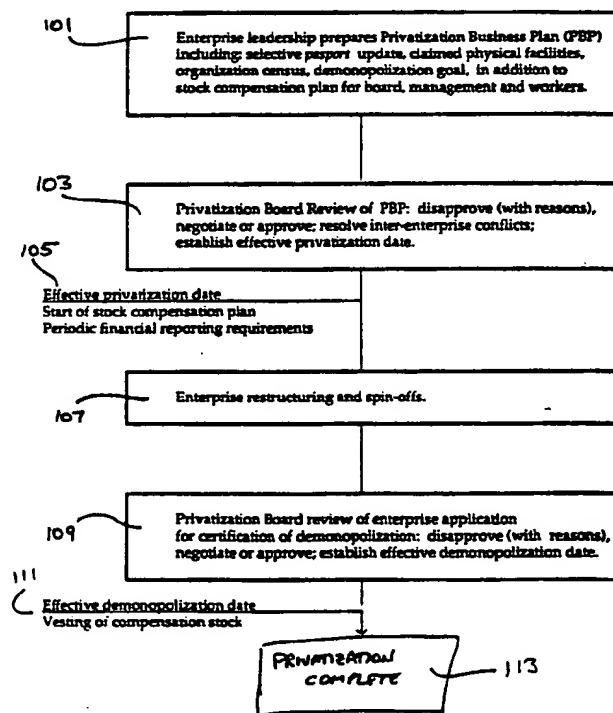 101
Enterprise leadership prepares Privatization Business Plan (PBP)
including: selective pasport update, claimed physical facilities,
organization census, demonopolization goal, in addition to
stock compensation plan for board, management and workers.
103
Privatization Board Review of PBP: disapprove (with reasons),
negotiate or approve; resolve inter-enterprise conflicts;
establish effective privatization date.
105
Effective privatization date
Start of stock compensation plan
Periodic financial reporting requirements
107
Enterprise restructuring and spin-offs.
109
Privatization Board review of enterprise application
for certification of demonopolization: disapprove (with reasons),
negotiate or approve; establish effective demonopolization date.
111
Effective demonopolization date
Vesting of compensation stock
PRIVATIZATION
COMPLETE
113